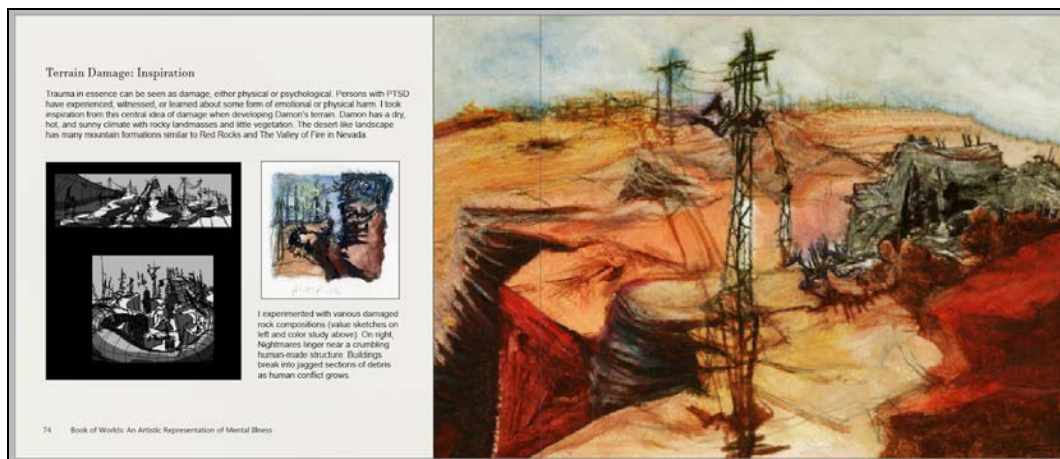 Terrain Damage: Inspiration
Trauma in essence can be seen as damage, either physical or psychological. Persons with PTSD
have experienced, witnessed, or learned about some form of emotional or physical harm. I took
inspiration from this central idea of damage when developing Damon's terrain. Damon has a dry,
hot, and sunny climate with rocky landmasses and little vegetation. The desert-like landscape
has many mountain formations similar to Red Rocks and The Valley of Fire in Nevada
I experimented with various damaged
rock compositions (value sketches on
left and color study above). On right,
Nightmares linger near a crumbling
human-made structure. Buildings
break into jagged sections of debris
as human conflict grows.
74 Book of Worlds: An Artistic Representation of Mental Illness